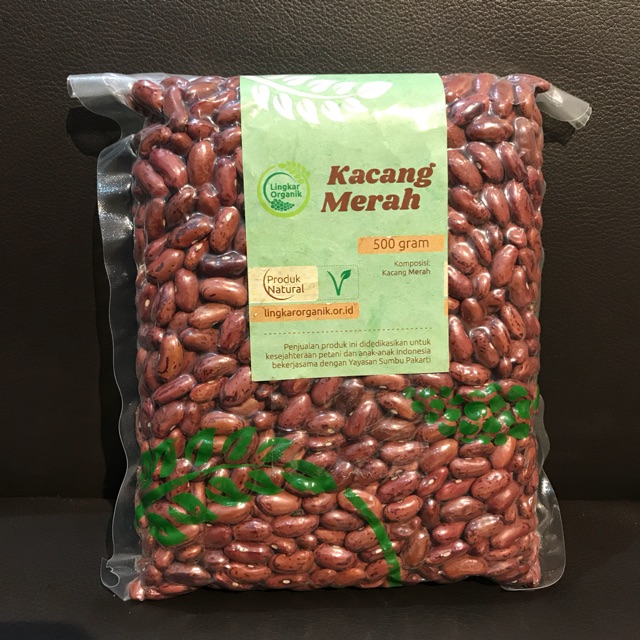 Lingkar
Organik
Kacang
Merah
500 gram
Komposisi:
Kacang Merah
Produk
Natural
lingkarorganik.or.id
Penjualan produk ini didedikasikan untuk
kesejahteraan petani dan anak-anak Indonesia
bekerjasama dengan Yayasan Sumbu Pakarti